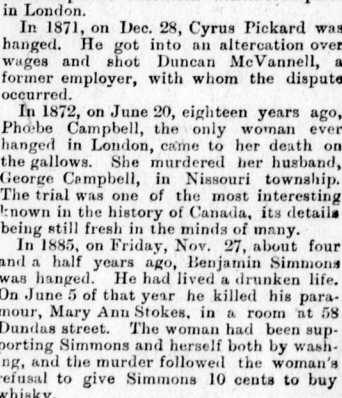 in London.
In 1871, on Dec. 28, Cyrus Pickard was
hanged. He got into an altercation over
wages and shot Duncan McVannell, a
former employer, with whom the dispute
occurred.
In 1872, on June 20, eighteen years ago,
Phœbe Campbell, the only woman ever
hanged in London, came to her death on
the gallows. She murdered her husband,
George Campbell, in Nissouri township.
The trial was one of the most interesting
known in the history of Canada, its details
being still fresh in the minds of many.
In 1885, on Friday, Nov. 27, about four
and a half years ago, Benjamin Simmons
was hanged. He had lived a drunken life.
On June 5 of that year he killed his para-
mour, Mary Ann Stokes, in a room at 58
Dundas street. The woman had been sup-
porting Simmons and herself both by wash-
ing, and the murder followed the woman's
refusal to give Simmons 10 cents to buy
whisky.